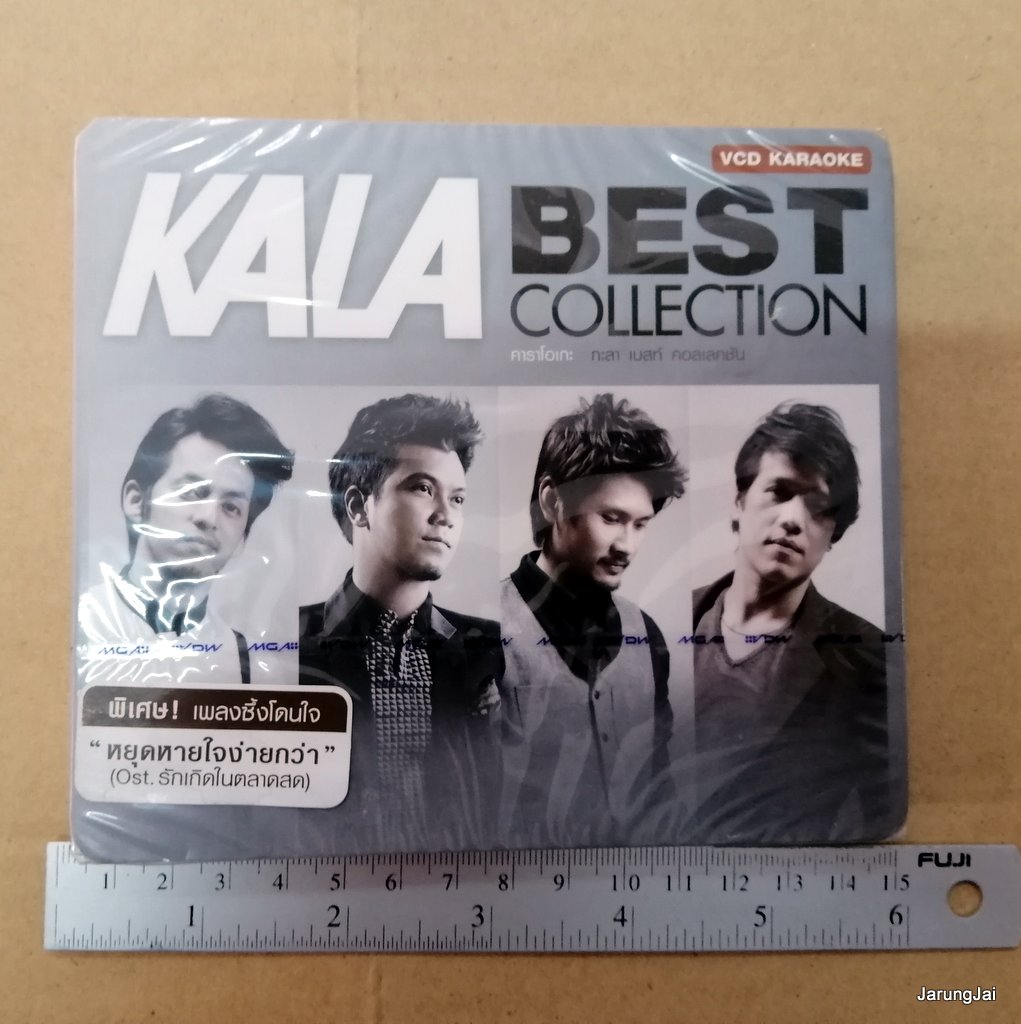 VCD KARAOKE
KALA
BEST
COLLECTION
คาราโอเกะ กะลา เบสท์ คอลเลคชัน
พิเศษ! เพลงซึ้งโดนใจ
“หยุดหายใจง่ายกว่า”
(Ost. รักเกิดในตลาดสด)
FUJI
1 2 3 4 5 6 7 8 9 10 11 12 13 14 15
1 2 3 4 5 6
JarungJai